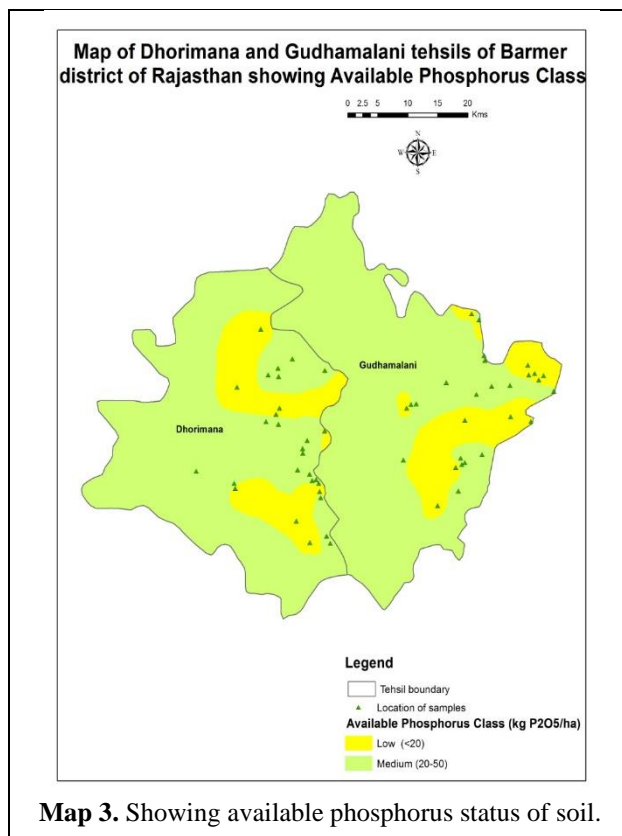 Map of Dhorimana and Gudhamalani tehsils of Barmer
district of Rajasthan showing Available Phosphorus Class
0 2.5 5 10 15 20
Kms
N
W E
S
Gudhamalani
Dhorimana
Legend
Tehsil boundary
Location of samples
Available Phosphorus Class (kg P2O5/ha)
Low (<20)
Medium (20-50)
Map 3. Showing available phosphorus status of soil.